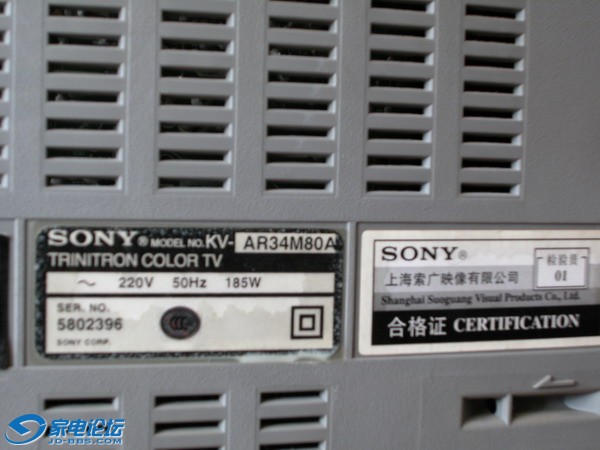 SONY® MODEL NO. KV-AR34M80A
TRINITRON COLOR TV
～ 220V 50Hz 185W
SER. NO.
5802396
SONY CORP.
SONY®
上海索广映像有限公司
Shanghai Suoguang Visual Products Co., Ltd.
检验员
01
合格证 CERTIFICATION
家电论坛
JD-BBS.COM